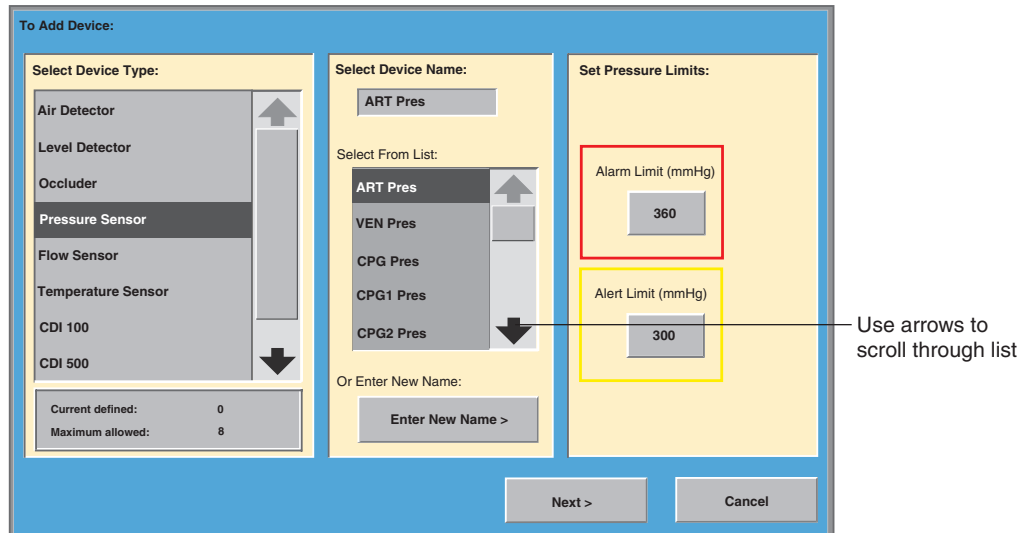 To Add Device:
Select Device Type:
Air Detector
Level Detector
Occluder
Pressure Sensor
Flow Sensor
Temperature Sensor
CDI 100
CDI 500
Current defined: 0
Maximum allowed: 8
Select Device Name:
ART Pres
Select From List:
ART Pres
VEN Pres
CPG Pres
CPG1 Pres
CPG2 Pres
Or Enter New Name:
Enter New Name >
Set Pressure Limits:
Alarm Limit (mmHg)
360
Alert Limit (mmHg)
300
Use arrows to
scroll through list
Next >
Cancel